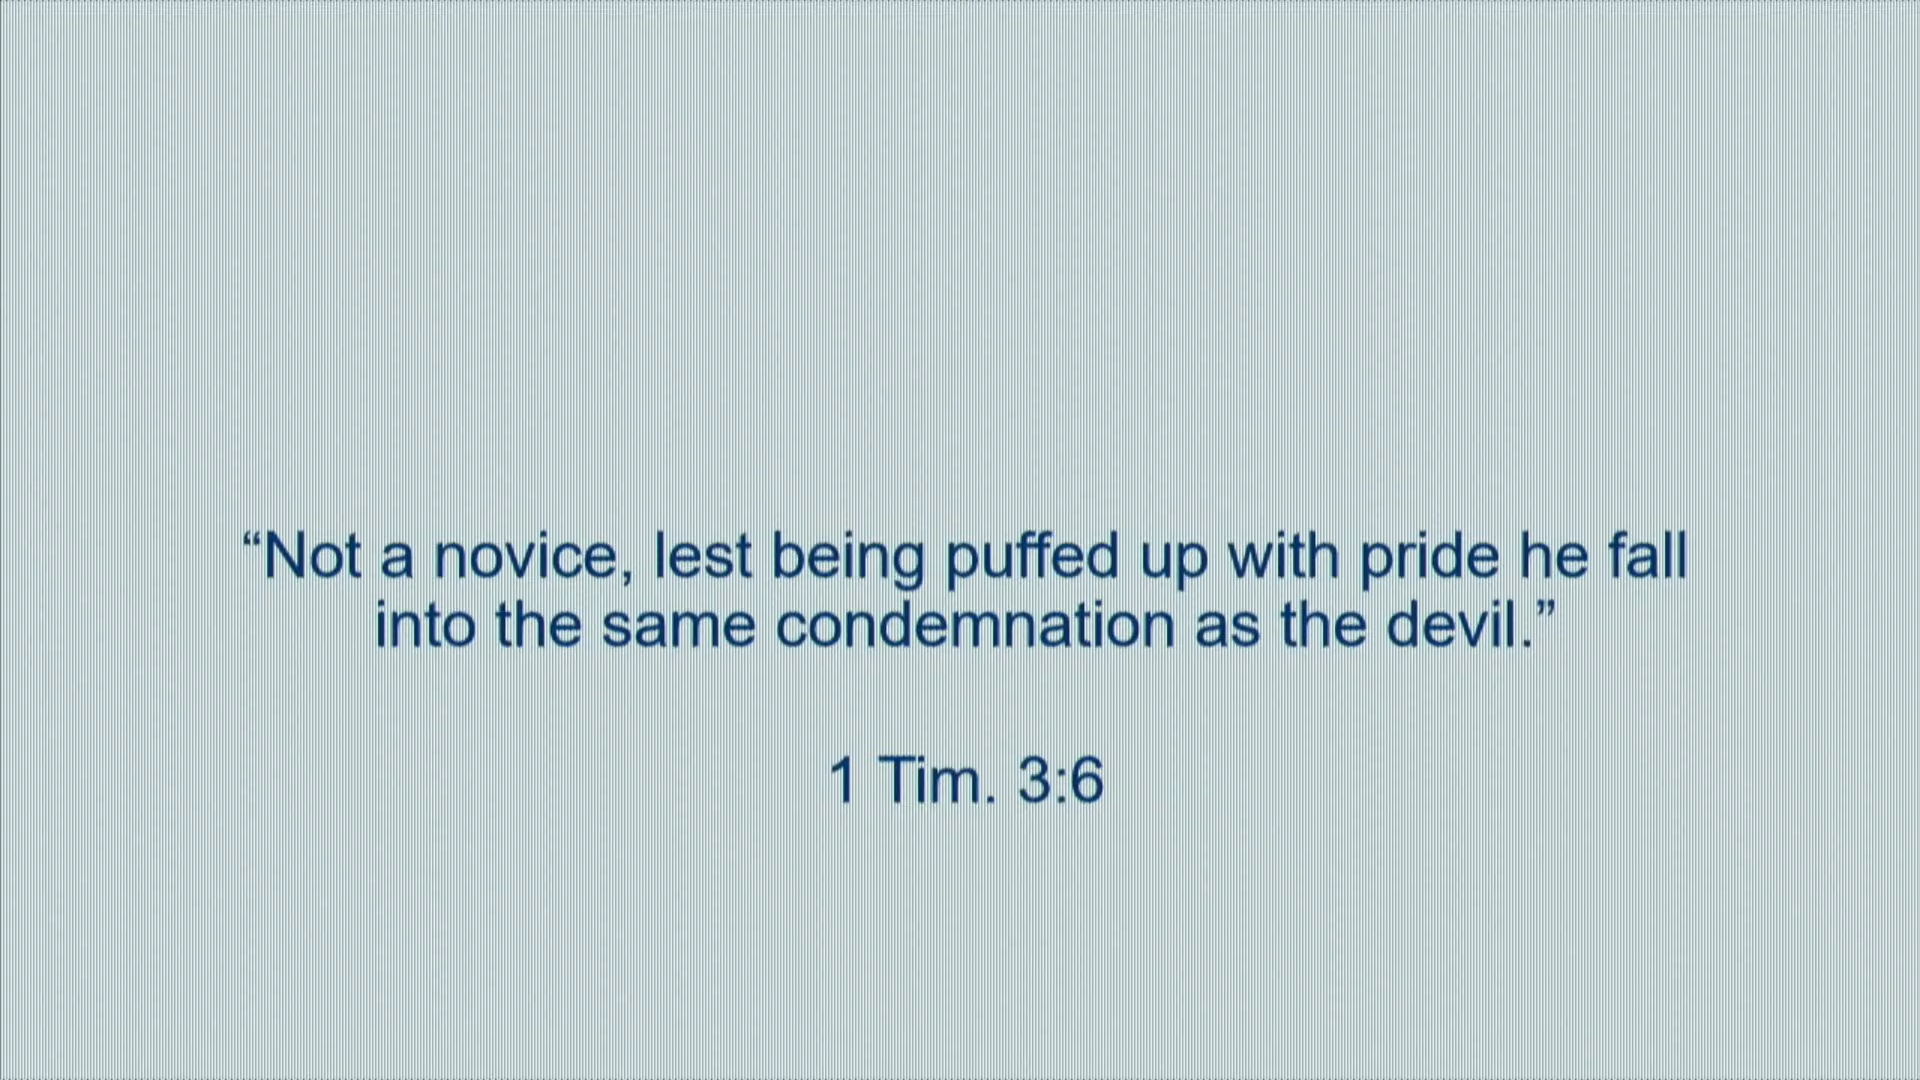 “Not a novice, lest being puffed up with pride he fall
into the same condemnation as the devil.”
1 Tim. 3:6